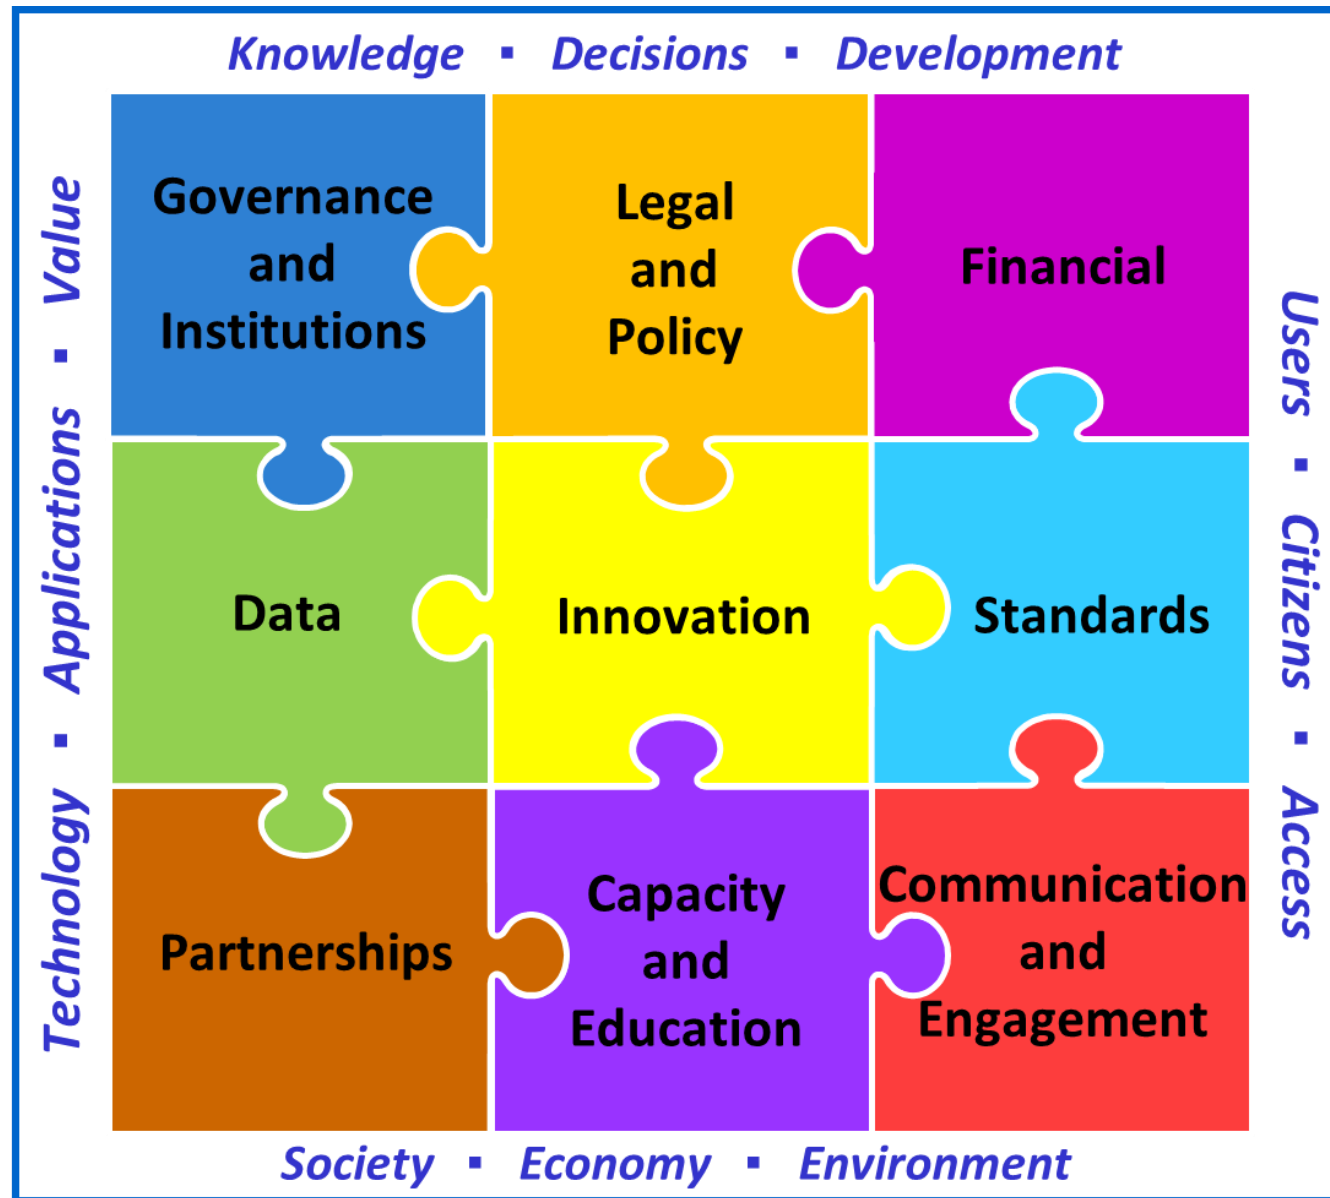 Knowledge ▪ Decisions ▪ Development
Technology ▪ Applications ▪ Value
Governance
and
Institutions
Legal
and
Policy
Financial
Data
Innovation
Standards
Partnerships
Capacity
and
Education
Communication
and
Engagement
Users ▪ Citizens ▪ Access
Society ▪ Economy ▪ Environment